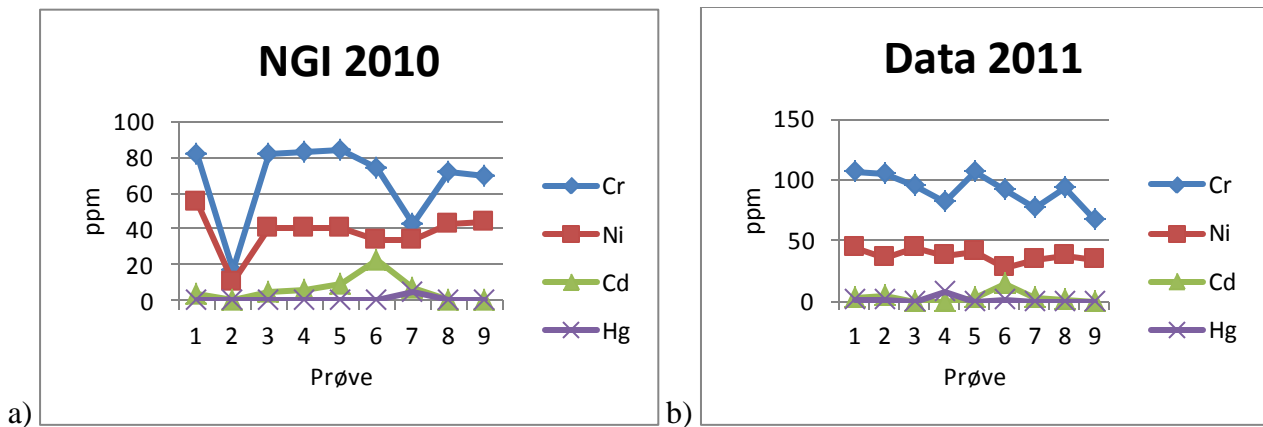 NGI 2010
100
80
60
40
20
0
ppm
1 2 3 4 5 6 7 8 9
Prøve
Cr
Ni
Cd
Hg
a)
Data 2011
150
100
50
0
ppm
1 2 3 4 5 6 7 8 9
Prøve
Cr
Ni
Cd
Hg
b)